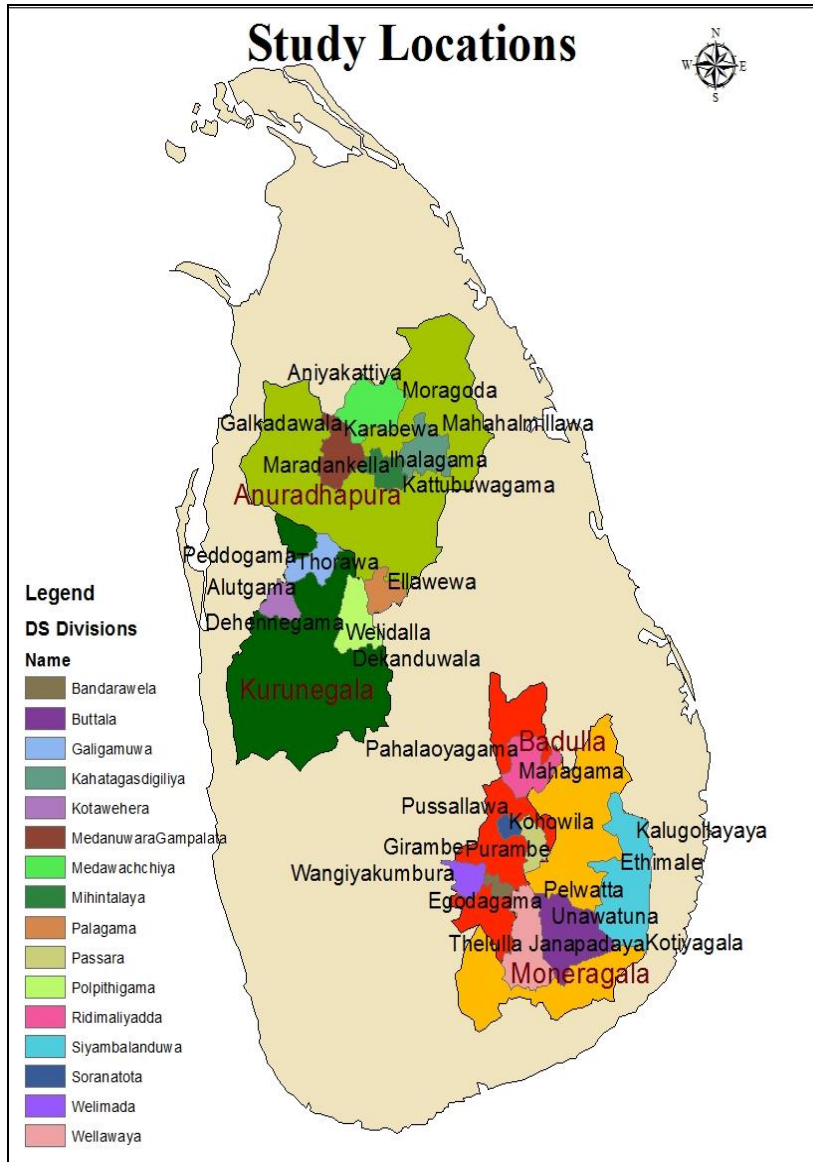 Study Locations
N
W E
S
Aniyakattiya
Moragoda
Galkadawala
Karabewa
Mahahalmillawa
Maradankella
Ihalagama
Kattubuwagama
Anuradhapura
Peddogama
Thorawa
Ellawewa
Alutgama
Dehennegama
Welidalla
Dekanduwala
Kurunegala
Pahalaoyagama
Badulla
Mahagama
Pussallawa
Kohowila
Kalugollayaya
Girambe
Purambe
Ethimale
Wangiyakumbura
Pelwatta
Egodagama
Unawatuna
Thelulla Janapadaya
Kotiyagala
Moneragala
Legend
DS Divisions
Name
Bandarawela
Buttala
Galigamuwa
Kahatagasdigiliya
Kotawehera
MedanuwaraGampalata
Medawachchiya
Mihintalaya
Palagama
Passara
Polpithigama
Ridimaliyadda
Siyambalanduwa
Soranatota
Welimada
Wellawaya